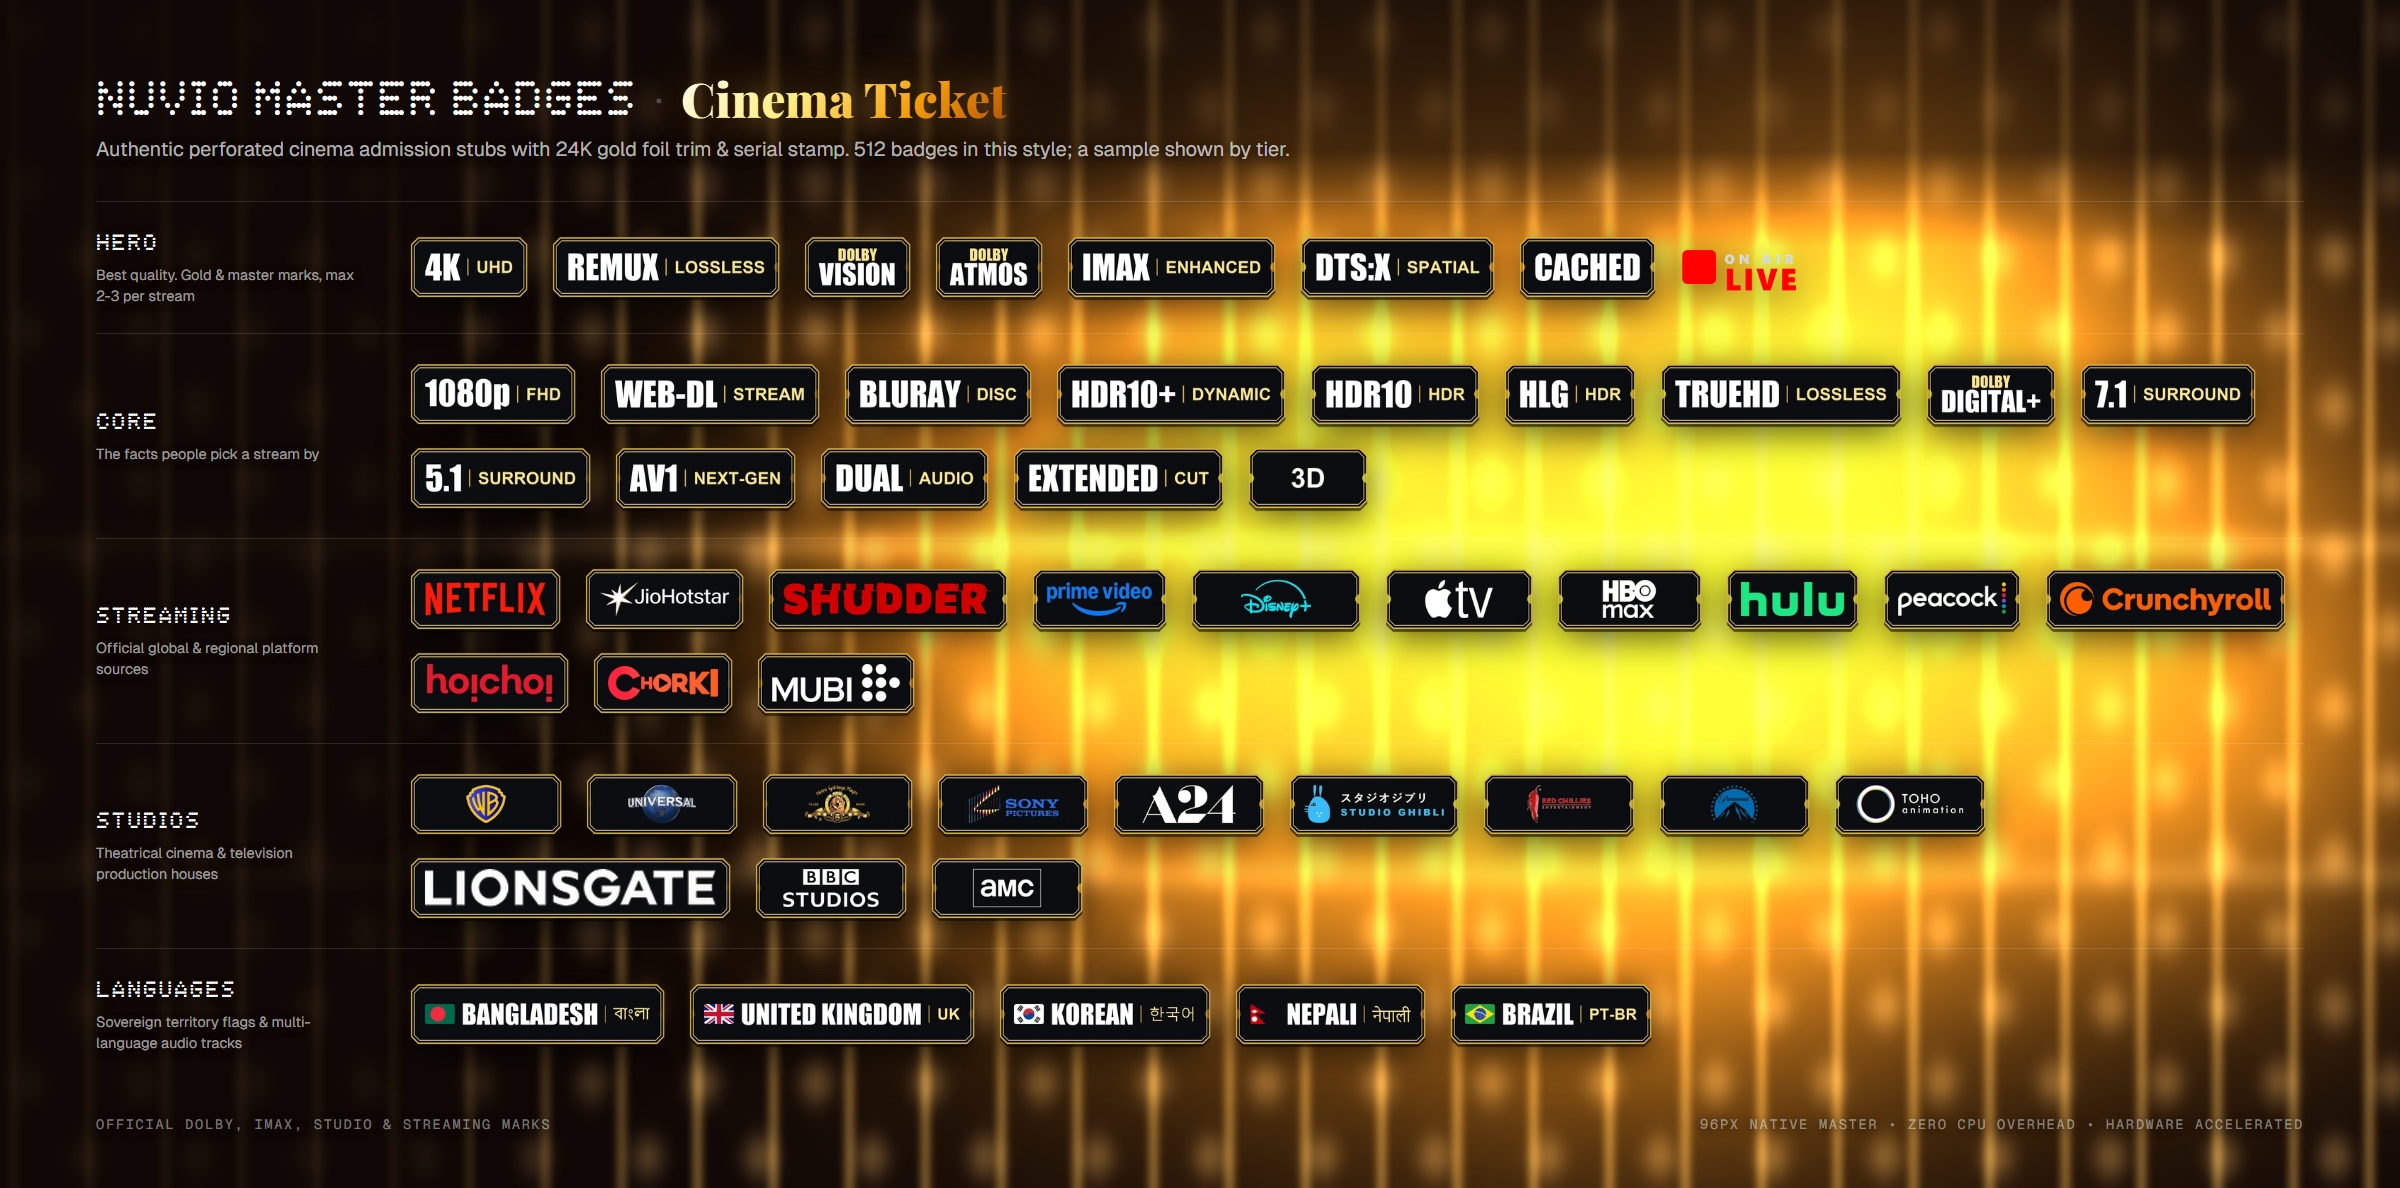 NUVIO MASTER BADGES · Cinema Ticket
Authentic perforated cinema admission stubs with 24K gold foil trim & serial stamp. 512 badges in this style; a sample shown by tier.
HERO
Best quality. Gold & master marks, max
2-3 per stream
4K | UHD
REMUX | LOSSLESS
DOLBY
VISION
DOLBY
ATMOS
IMAX | ENHANCED
DTS:X | SPATIAL
CACHED
ON AIR
LIVE
CORE
The facts people pick a stream by
1080p | FHD
WEB-DL | STREAM
BLURAY | DISC
HDR10+ | DYNAMIC
HDR10 | HDR
HLG | HDR
TRUEHD | LOSSLESS
DOLBY
DIGITAL+
7.1 | SURROUND
5.1 | SURROUND
AV1 | NEXT-GEN
DUAL | AUDIO
EXTENDED | CUT
3D
STREAMING
Official global & regional platform
sources
NETFLIX
JioHotstar
SHUDDER
prime video
Disney+
tv
HBO
max
hulu
peacock
Crunchyroll
hoichoi
CHORKI
MUBI
STUDIOS
Theatrical cinema & television
production houses
WB
UNIVERSAL
SONY
PICTURES
A24
スタジオジブリ
STUDIO GHIBLI
RED CHILLIES
ENTERTAINMENT
Paramount
TOHO
animation
LIONSGATE
BBC
STUDIOS
aMC
LANGUAGES
Sovereign territory flags & multi-
language audio tracks
BANGLADESH | বাংলা
UNITED KINGDOM | UK
KOREAN | 한국어
NEPALI | नेपाली
BRAZIL | PT-BR
OFFICIAL DOLBY, IMAX, STUDIO & STREAMING MARKS
96PX NATIVE MASTER • ZERO CPU OVERHEAD • HARDWARE ACCELERATED